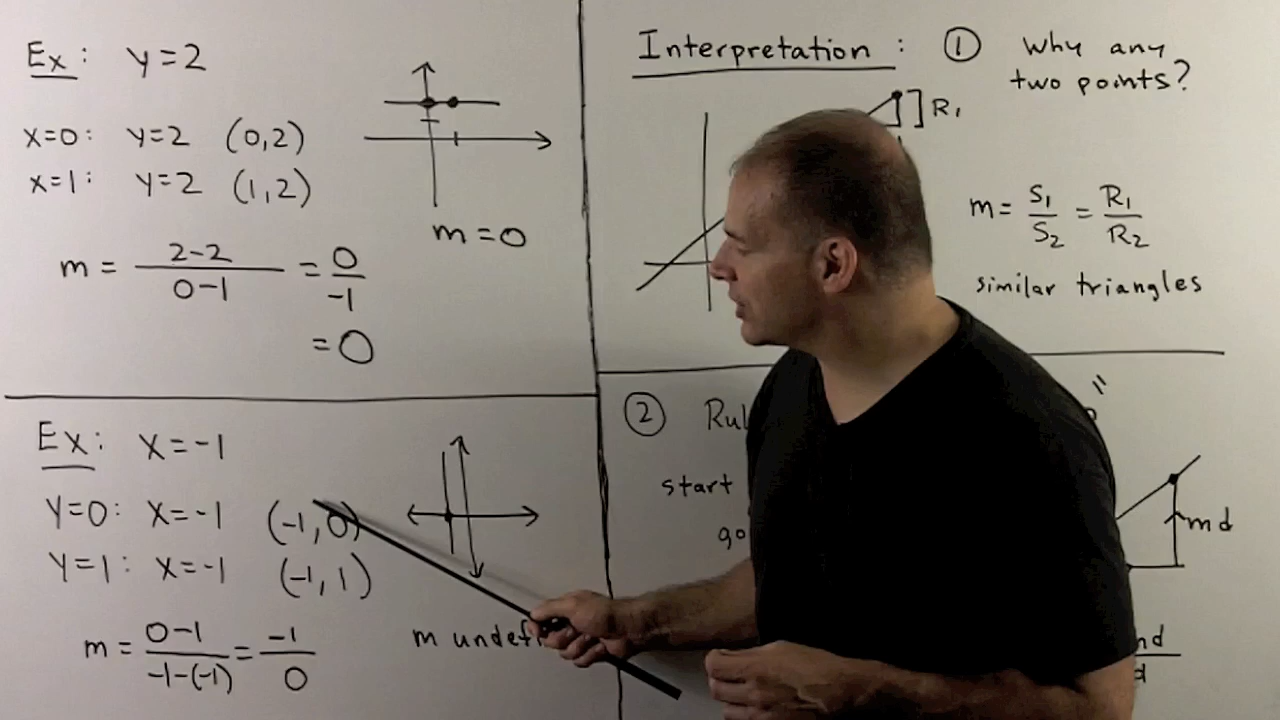 Ex: y=2
x=0: y=2 (0,2)
x=1: y=2 (1,2)
m = 2-2 / 0-1 = 0 / -1
= 0
m=0
Ex: x=-1
y=0: x=-1 (-1,0)
y=1: x=-1 (-1,1)
m = 0-1 / -1-(-1) = -1 / 0
m undef
Interpretation: ① Why any
two points?
R₁
m = S₁/S₂ = R₁/R₂
similar triangles
②
start
go
md